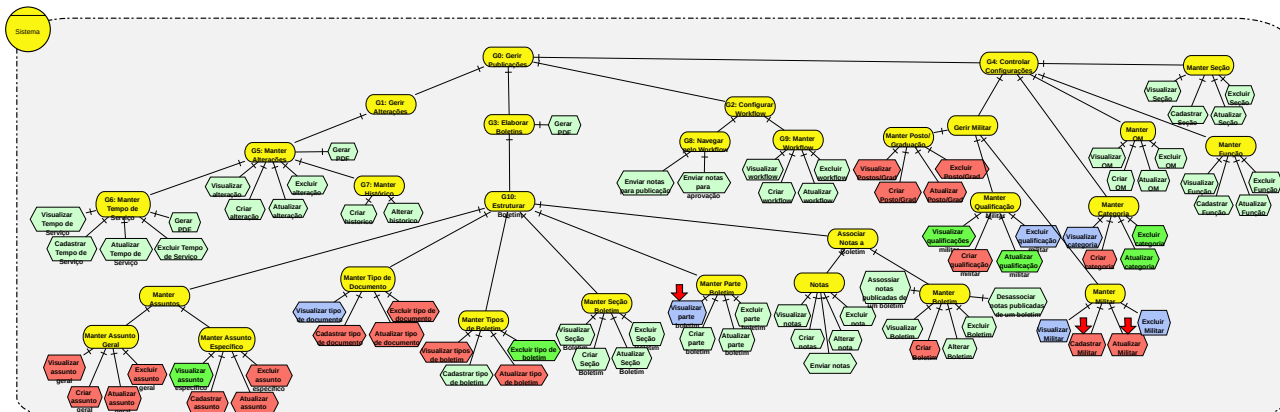 Sistema
G0: Gerir
Publicações
G4: Controlar
Configurações
Manter Seção
Visualizar
Seção
Excluir
Seção
Cadastrar
Seção
Atualizar
Seção
G1: Gerir
Alterações
G2: Configurar
Workflow
G3: Elaborar
Boletins
Gerar
PDF
G8: Navegar
pelo Workflow
G9: Manter
Workflow
Enviar notas
para publicação
Enviar notas
para
aprovação
Visualizar
workflow
Excluir
workflow
Criar
workflow
Atualizar
workflow
Manter Posto/
Graduação
Gerir Militar
Visualizar
Postos/Grad
Excluir
Posto/Grad
Criar
Posto/Grad
Atualizar
Posto/Grad
Manter
OM
Visualizar
OM
Excluir
OM
Criar
OM
Atualizar
OM
Manter
Função
Visualizar
Função
Excluir
Função
Cadastrar
Função
Atualizar
Função
G5: Manter
Alterações
Gerar
PDF
Visualizar
alteração
Excluir
alteração
Criar
alteração
Atualizar
alteração
G7: Manter
Histórico
Criar
historico
Alterar
historico
G6: Manter
Tempo de
Serviço
Visualizar
Tempo de
Serviço
Gerar
PDF
Cadastrar
Tempo de
Serviço
Atualizar
Tempo de
Serviço
Excluir Tempo
de Serviço
G10:
Estruturar
Boletim
Manter
Qualificação
Militar
Visualizar
qualificações
militar
Excluir
qualificação
militar
Criar
qualificação
militar
Atualizar
qualificação
militar
Manter
Categoria
Visualizar
categoria
Excluir
categoria
Criar
categoria
Atualizar
categoria
Associar
Notas a
Boletim
Manter
Assuntos
Manter Tipo de
Documento
Visualizar tipo
de documento
Excluir tipo de
documento
Cadastrar tipo
de documento
Atualizar tipo
de documento
Manter Tipos
de Boletim
Visualizar tipos
de boletim
Excluir tipo de
boletim
Cadastrar tipo
de boletim
Atualizar tipo
de boletim
Manter Seção
Boletim
Visualizar
Seção
Boletim
Excluir
Seção
Boletim
Criar
Seção
Boletim
Atualizar
Seção
Boletim
Manter Parte
Boletim
Visualizar
parte
boletim
Excluir
parte
boletim
Criar
parte
boletim
Atualizar
parte
boletim
Notas
Visualizar
notas
Excluir
nota
Criar
notas
Alterar
nota
Enviar notas
Assossiar
notas
publicadas de
um boletim
Manter
Boletim
Desassociar
notas publicadas
de um boletim
Visualizar
Boletim
Excluir
Boletim
Criar
Boletim
Alterar
Boletim
Manter
Militar
Visualizar
Militar
Excluir
Militar
Cadastrar
Militar
Atualizar
Militar
Manter Assunto
Geral
Visualizar
assunto
geral
Excluir
assunto
geral
Criar
assunto
geral
Atualizar
assunto
geral
Manter Assunto
Específico
Visualizar
assunto
específico
Excluir
assunto
específico
Cadastrar
assunto
Atualizar
assunto